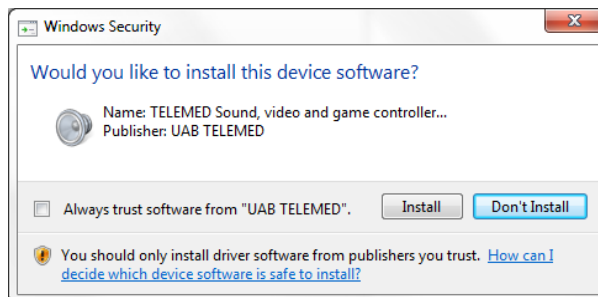 Windows Security
Would you like to install this device software?
Name: TELEMED Sound, video and game controller...
Publisher: UAB TELEMED
Always trust software from "UAB TELEMED".
Install
Don't Install
You should only install driver software from publishers you trust. How can I
decide which device software is safe to install?